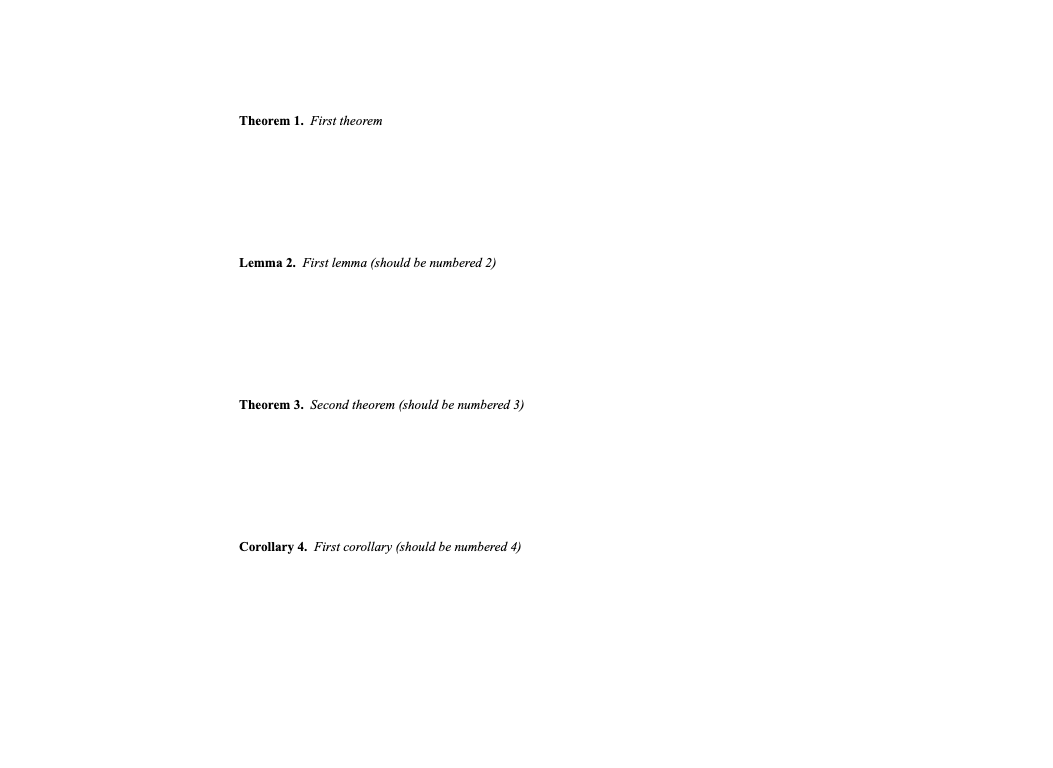 Theorem 1. First theorem
Lemma 2. First lemma (should be numbered 2)
Theorem 3. Second theorem (should be numbered 3)
Corollary 4. First corollary (should be numbered 4)